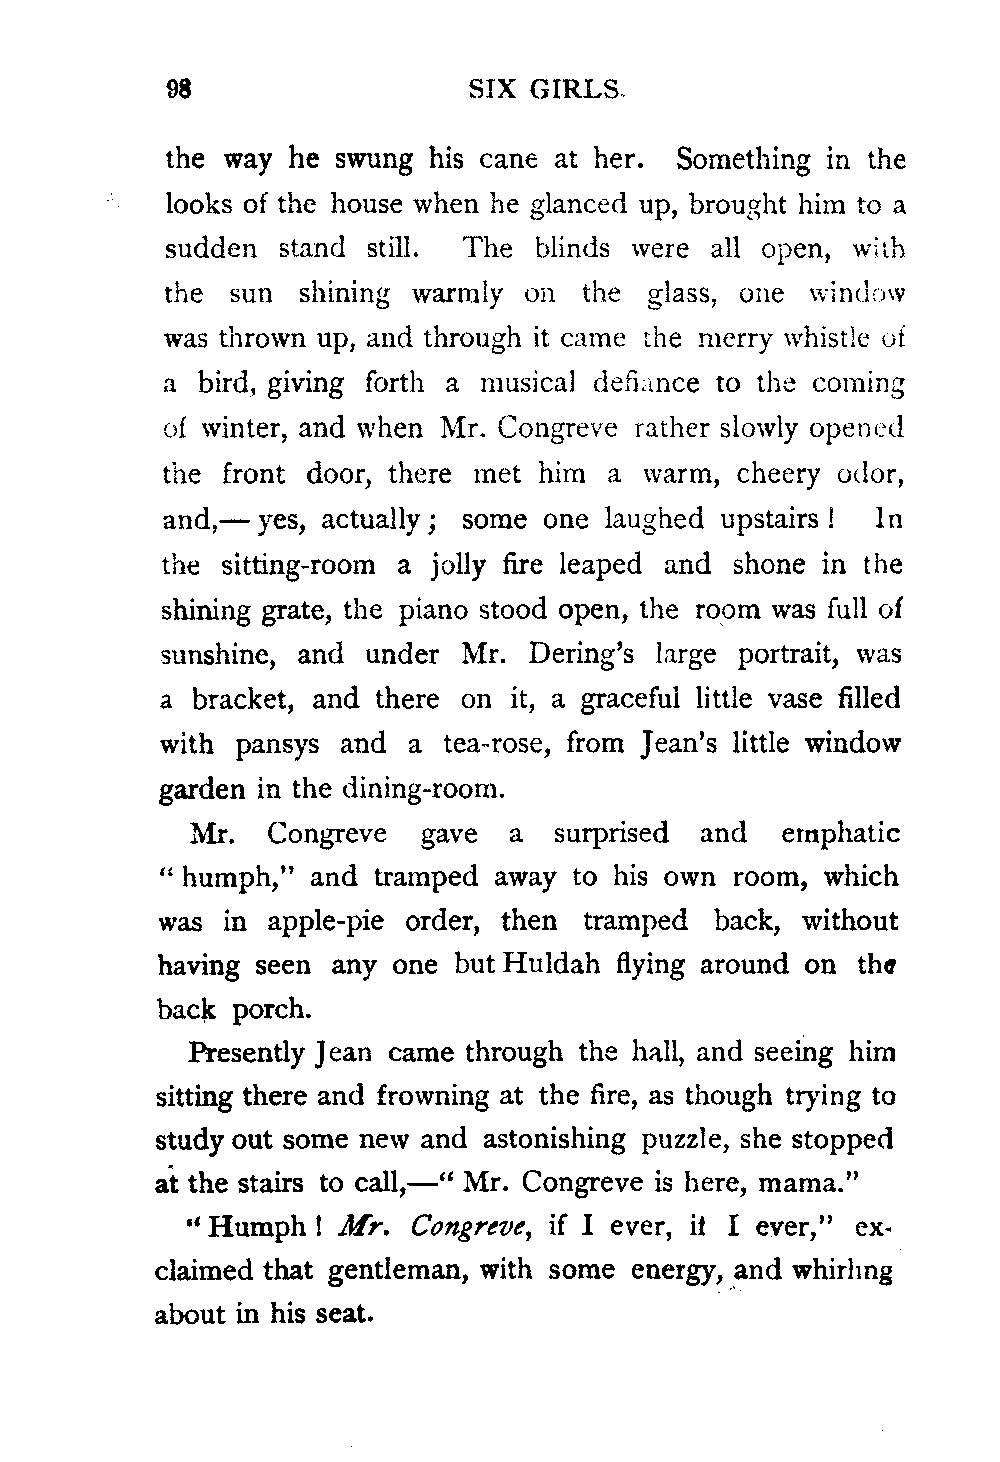 98 SIX GIRLS.
the way he swung his cane at her. Something in the
looks of the house when he glanced up, brought him to a
sudden stand still. The blinds were all open, with
the sun shining warmly on the glass, one window
was thrown up, and through it came the merry whistle of
a bird, giving forth a musical defiance to the coming
of winter, and when Mr. Congreve rather slowly opened
the front door, there met him a warm, cheery odor,
and,— yes, actually; some one laughed upstairs! In
the sitting-room a jolly fire leaped and shone in the
shining grate, the piano stood open, the room was full of
sunshine, and under Mr. Dering's large portrait, was
a bracket, and there on it, a graceful little vase filled
with pansys and a tea-rose, from Jean's little window
garden in the dining-room.
Mr. Congreve gave a surprised and emphatic
"humph," and tramped away to his own room, which
was in apple-pie order, then tramped back, without
having seen any one but Huldah flying around on the
back porch.
Presently Jean came through the hall, and seeing him
sitting there and frowning at the fire, as though trying to
study out some new and astonishing puzzle, she stopped
at the stairs to call,—"Mr. Congreve is here, mama."
"Humph! Mr. Congreve, if I ever, if I ever," ex-
claimed that gentleman, with some energy, and whirling
about in his seat.